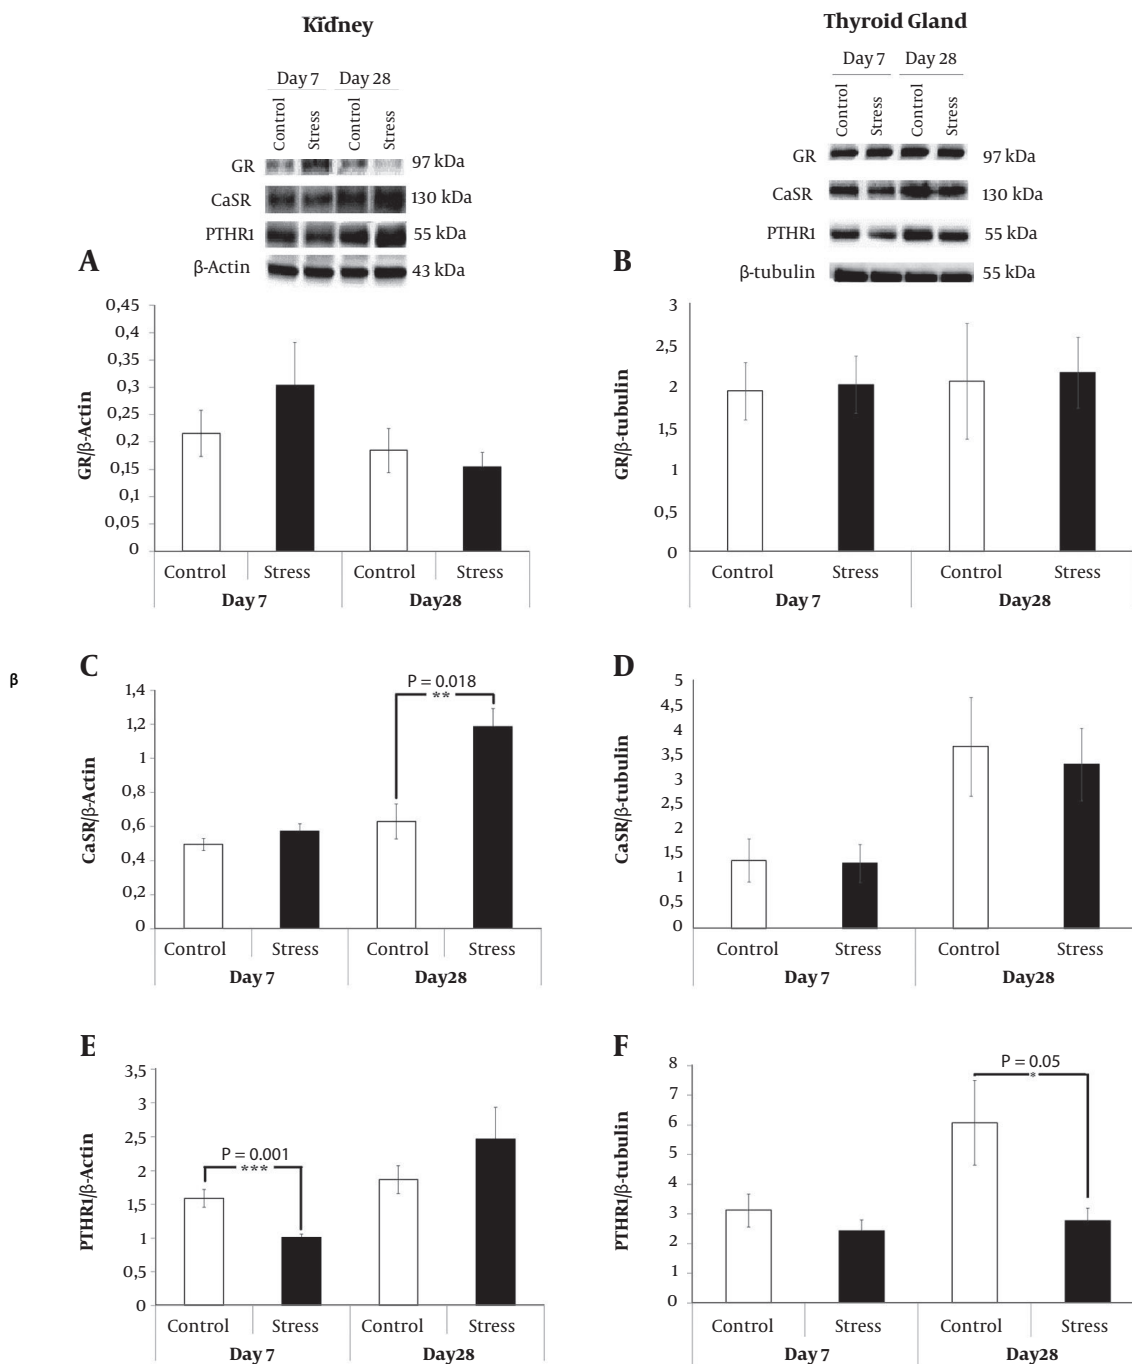 Kidney
Day 7 Day 28
Control Stress Control Stress
GR 97 kDa
CaSR 130 kDa
PTHR1 55 kDa
β-Actin 43 kDa
Thyroid Gland
Day 7 Day 28
Control Stress Control Stress
GR 97 kDa
CaSR 130 kDa
PTHR1 55 kDa
β-tubulin 55 kDa
A
GR/β-Actin
0,45
0,4
0,35
0,3
0,25
0,2
0,15
0,1
0,05
0
Control Stress Control Stress
Day 7 Day28
B
GR/β-tubulin
3
2,5
2
1,5
1
0,5
0
Control Stress Control Stress
Day 7 Day28
β
C
CaSR/β-Actin
1,4
1,2
1
0,8
0,6
0,4
0,2
0
P = 0.018
**
Control Stress Control Stress
Day 7 Day28
D
CaSR/β-tubulin
5
4,5
4
3,5
3
2,5
2
1,5
1
0,5
0
Control Stress Control Stress
Day 7 Day28
E
PTHR1/β-Actin
3,5
3
2,5
2
1,5
1
0,5
0
P = 0.001
***
Control Stress Control Stress
Day 7 Day28
F
PTHR1/β-tubulin
8
7
6
5
4
3
2
1
0
P = 0.05
*
Control Stress Control Stress
Day 7 Day28